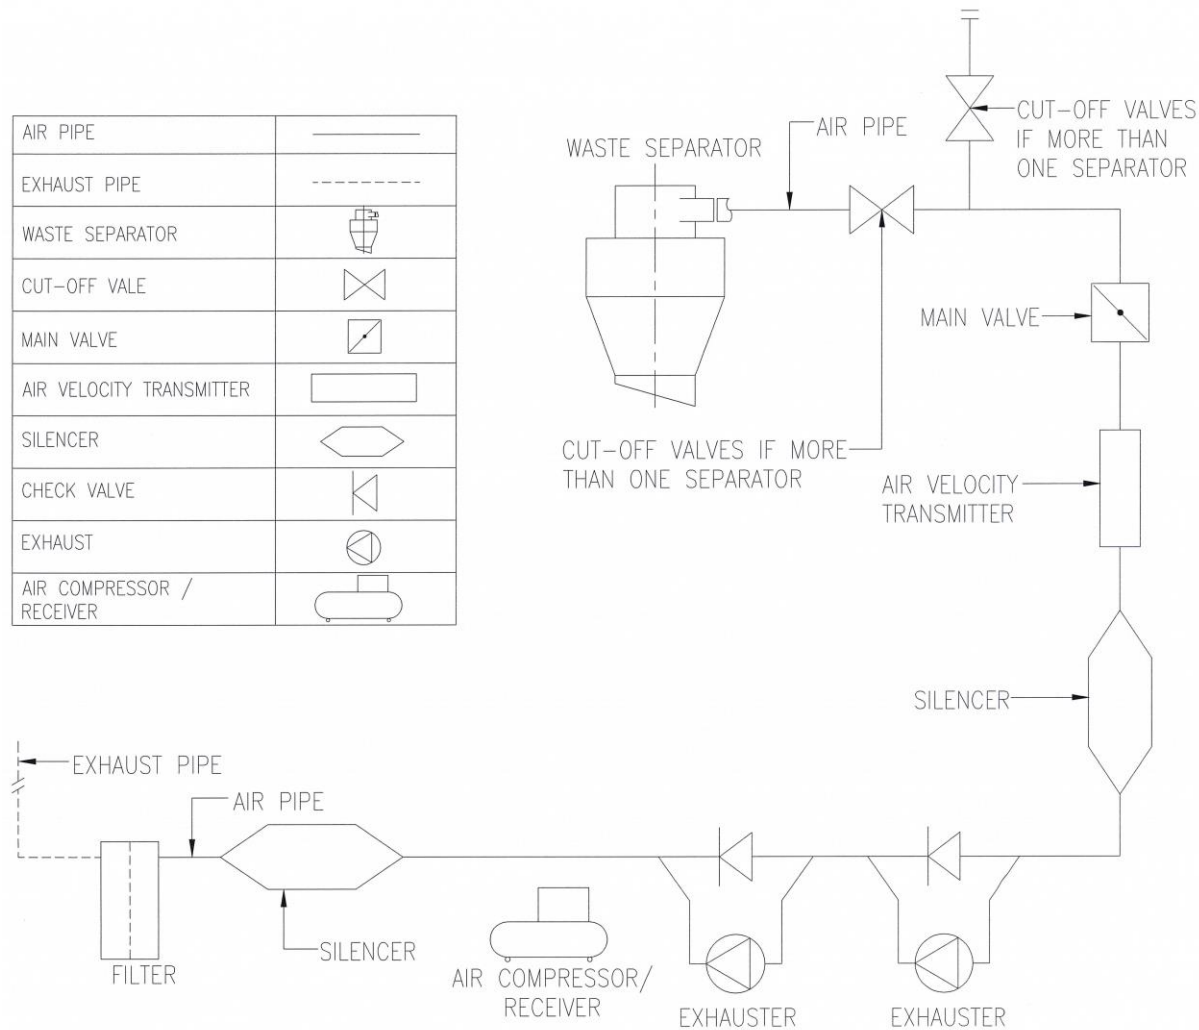 AIR PIPE
EXHAUST PIPE
WASTE SEPARATOR
CUT-OFF VALE
MAIN VALVE
AIR VELOCITY TRANSMITTER
SILENCER
CHECK VALVE
EXHAUST
AIR COMPRESSOR /
RECEIVER
WASTE SEPARATOR
AIR PIPE
CUT-OFF VALVES
IF MORE THAN
ONE SEPARATOR
MAIN VALVE
CUT-OFF VALVES IF MORE
THAN ONE SEPARATOR
AIR VELOCITY
TRANSMITTER
SILENCER
EXHAUST PIPE
AIR PIPE
SILENCER
FILTER
AIR COMPRESSOR/
RECEIVER
EXHAUSTER
EXHAUSTER